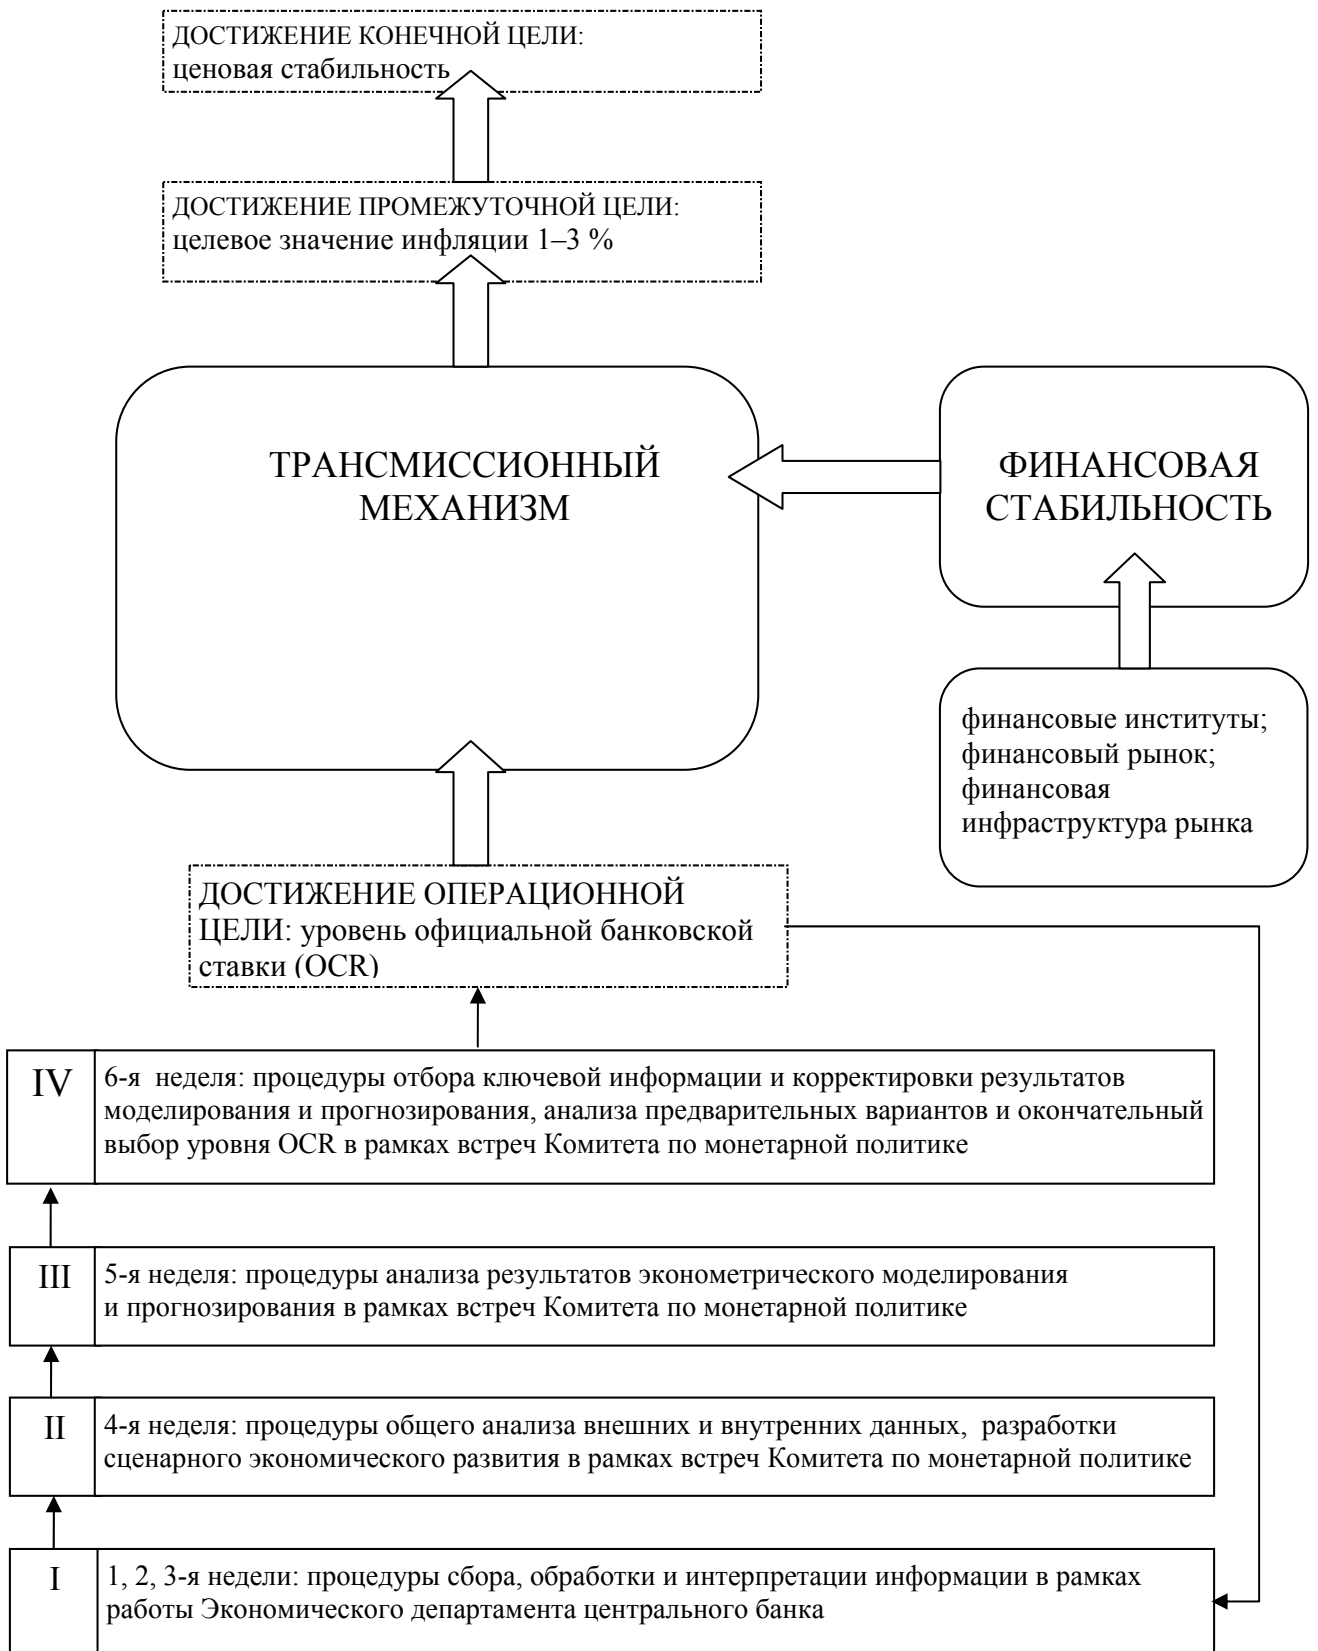 ДОСТИЖЕНИЕ КОНЕЧНОЙ ЦЕЛИ:
ценовая стабильность
ДОСТИЖЕНИЕ ПРОМЕЖУТОЧНОЙ ЦЕЛИ:
целевое значение инфляции 1–3 %
ТРАНСМИССИОННЫЙ
МЕХАНИЗМ
ФИНАНСОВАЯ
СТАБИЛЬНОСТЬ
финансовые институты;
финансовый рынок;
финансовая
инфраструктура рынка
ДОСТИЖЕНИЕ ОПЕРАЦИОННОЙ
ЦЕЛИ: уровень официальной банковской
ставки (OCR)
IV
6-я неделя: процедуры отбора ключевой информации и корректировки результатов
моделирования и прогнозирования, анализа предварительных вариантов и окончательный
выбор уровня OCR в рамках встреч Комитета по монетарной политике
III
5-я неделя: процедуры анализа результатов эконометрического моделирования
и прогнозирования в рамках встреч Комитета по монетарной политике
II
4-я неделя: процедуры общего анализа внешних и внутренних данных, разработки
сценарного экономического развития в рамках встреч Комитета по монетарной политике
I
1, 2, 3-я недели: процедуры сбора, обработки и интерпретации информации в рамках
работы Экономического департамента центрального банка